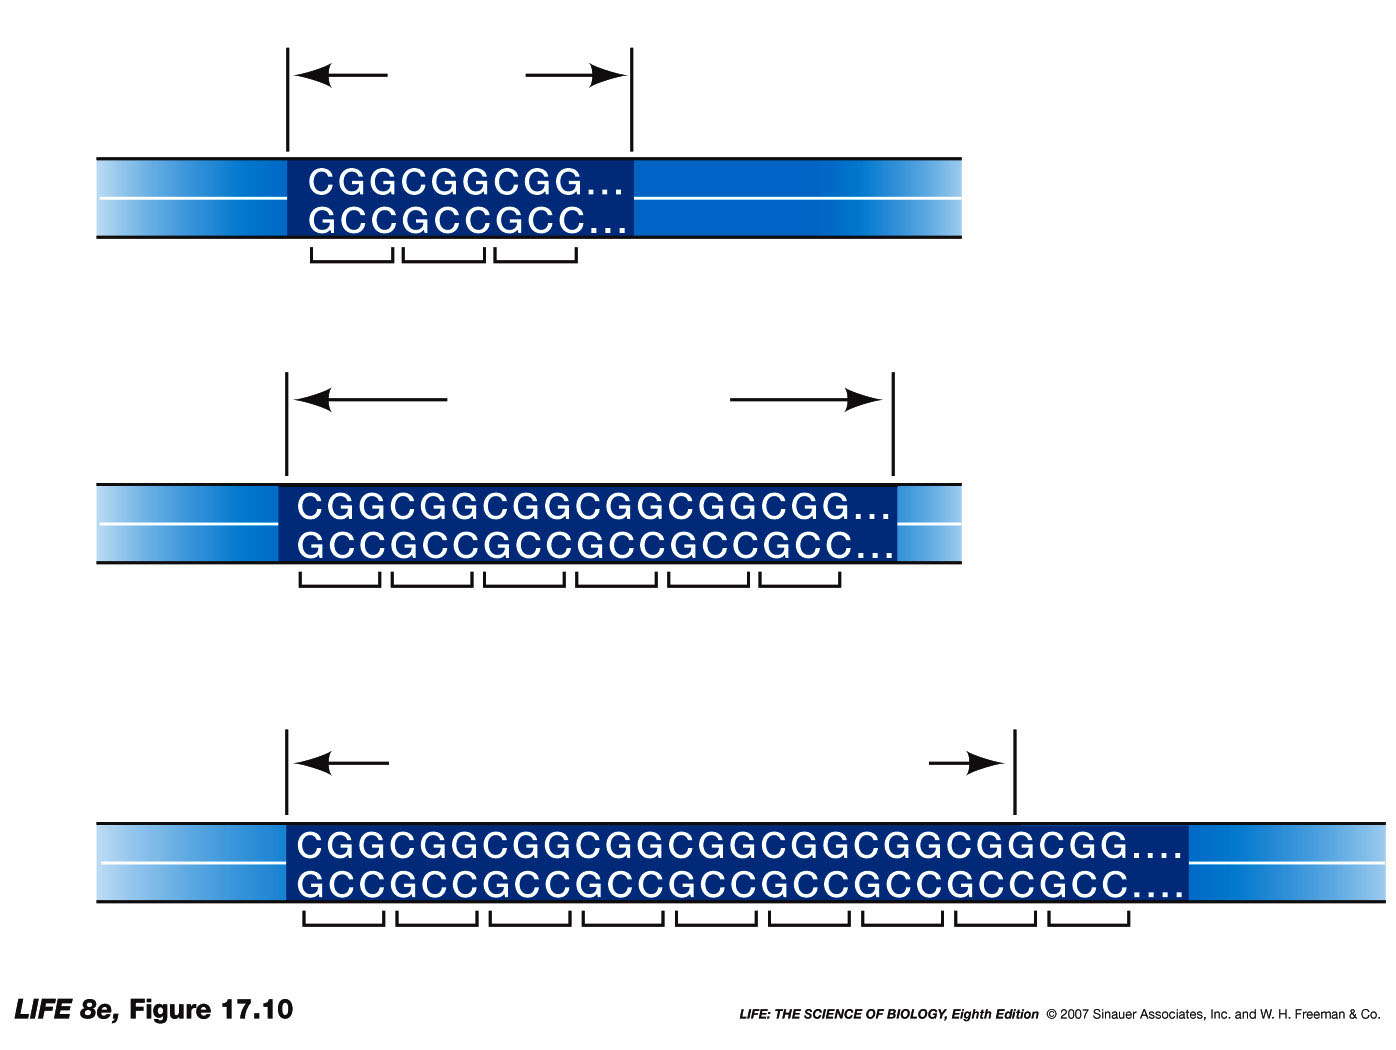 CGGCGGCGG...
GCCGCCGCC...
CGGCGGCGGCGGCGGCGG...
GCCGCCGCCGCCGCCGCC...
CGGCGGCGGCGGCGGCGGCGGCGGCGG....
GCCGCCGCCGCCGCCGCCGCCGCCGCC....
LIFE 8e, Figure 17.10
LIFE: THE SCIENCE OF BIOLOGY, Eighth Edition © 2007 Sinauer Associates, Inc. and W. H. Freeman & Co.